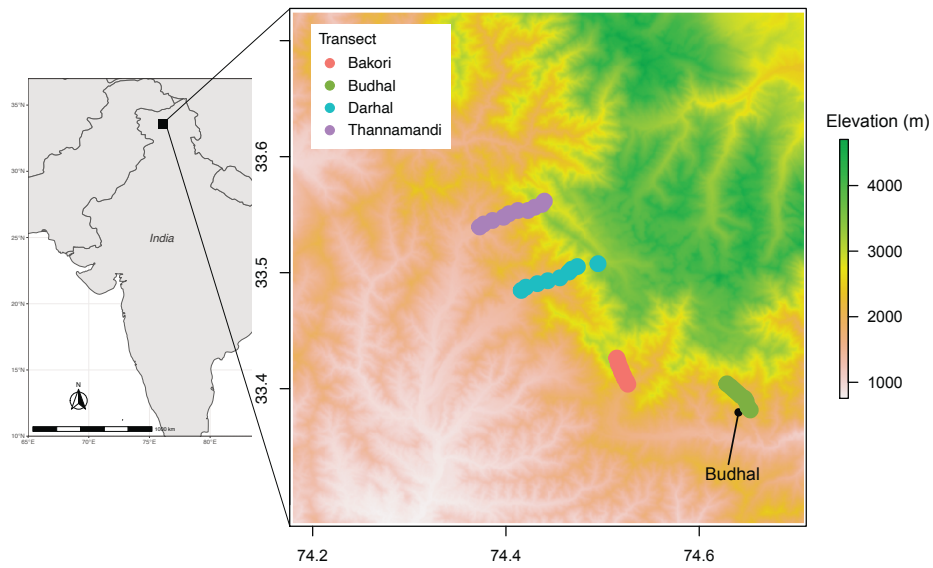 35°N
30°N
25°N
20°N
15°N
10°N
65°E
70°E
75°E
80°E
India
N
1000 km
Transect
Bakori
Budhal
Darhal
Thannamandi
33.6
33.5
33.4
74.2
74.4
74.6
Budhal
Elevation (m)
4000
3000
2000
1000